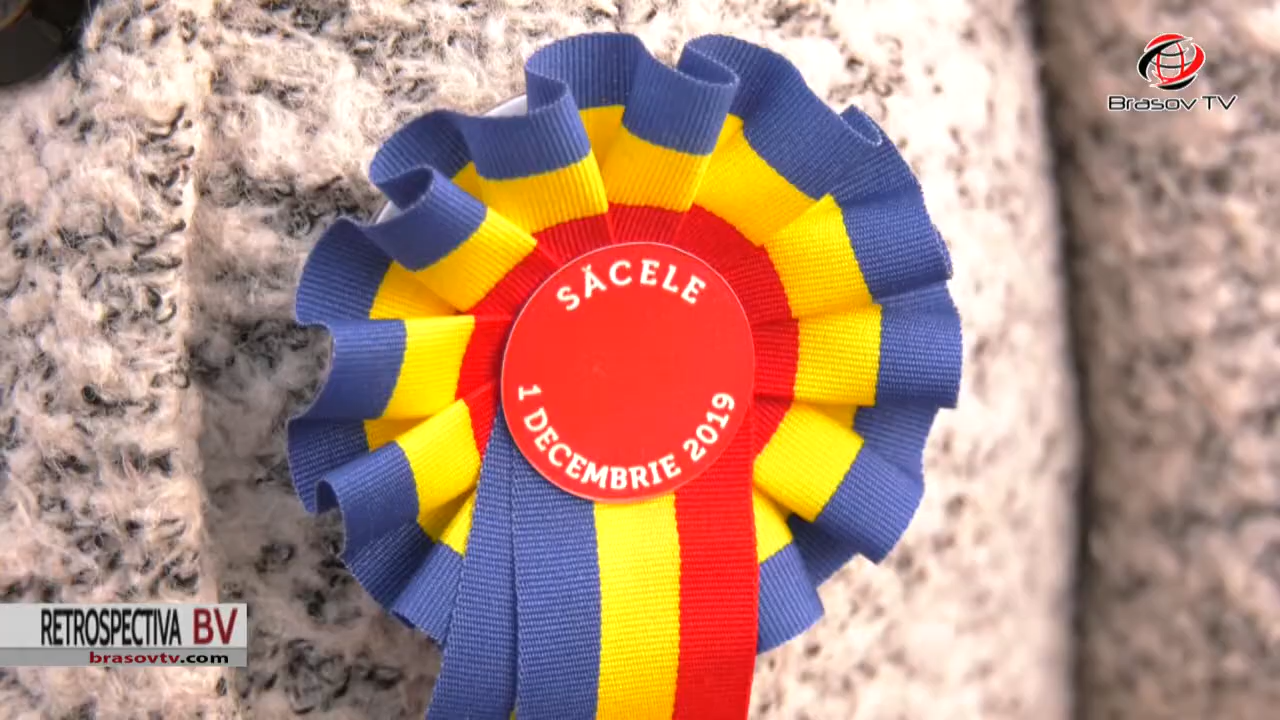 Brasov TV
SĂCELE
1 DECEMBRIE 2019
RETROSPECTIVA BV
brasovtv.com